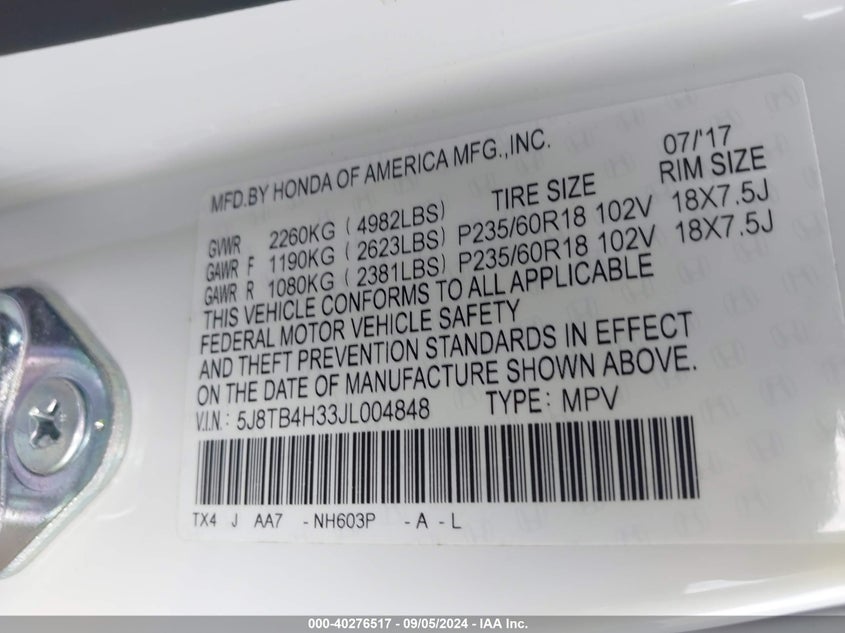 MFD.BY HONDA OF AMERICA MFG.,INC. 07/'17
TIRE SIZE RIM SIZE
GVWR 2260KG (4982LBS)
GAWR F 1190KG (2623LBS) P235/60R18 102V 18X7.5J
GAWR R 1080KG (2381LBS) P235/60R18 102V 18X7.5J
THIS VEHICLE CONFORMS TO ALL APPLICABLE
FEDERAL MOTOR VEHICLE SAFETY
AND THEFT PREVENTION STANDARDS IN EFFECT
ON THE DATE OF MANUFACTURE SHOWN ABOVE.
V.I.N.: 5J8TB4H33JL004848 TYPE: MPV
TX4 J AA7 -NH603P -A -L
000-40276517 - 09/05/2024 - IAA Inc.